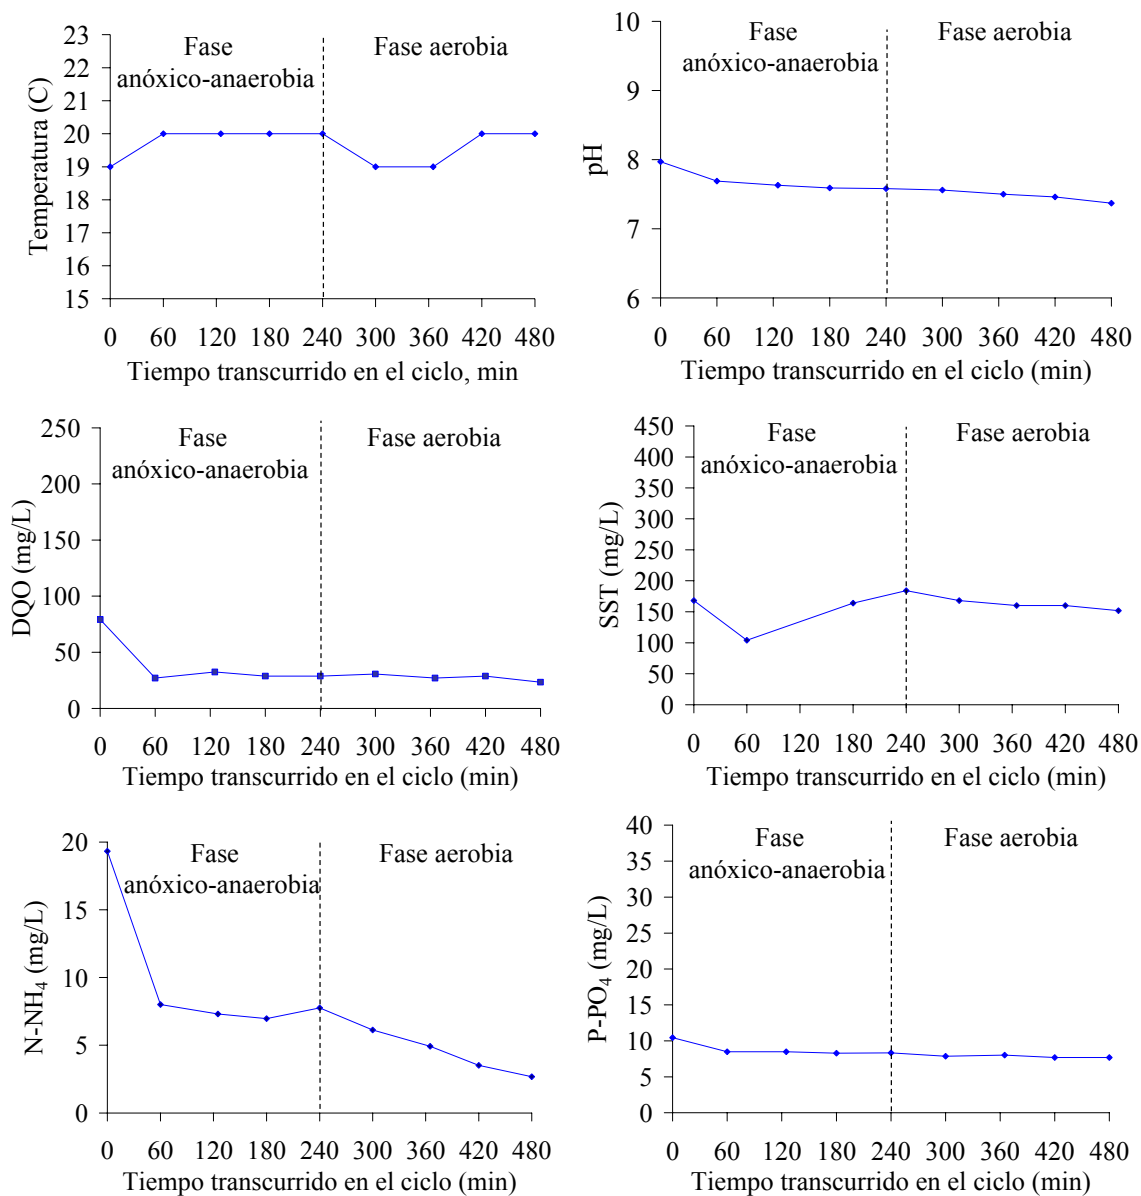 Fase
anóxico-anaerobia
Fase aerobia
Temperatura (C)
23
22
21
20
19
18
17
16
15
0 60 120 180 240 300 360 420 480
Tiempo transcurrido en el ciclo, min
Fase
anóxico-anaerobia
Fase aerobia
pH
10
9
8
7
6
0 60 120 180 240 300 360 420 480
Tiempo transcurrido en el ciclo (min)
Fase
anóxico-anaerobia
Fase aerobia
DQO (mg/L)
250
200
150
100
50
0
0 60 120 180 240 300 360 420 480
Tiempo transcurrido en el ciclo (min)
Fase
anóxico-anaerobia
Fase aerobia
SST (mg/L)
450
400
350
300
250
200
150
100
50
0
0 60 120 180 240 300 360 420 480
Tiempo transcurrido en el ciclo (min)
Fase
anóxico-anaerobia
Fase aerobia
N-NH₄ (mg/L)
20
15
10
5
0
0 60 120 180 240 300 360 420 480
Tiempo transcurrido en el ciclo (min)
Fase
anóxico-anaerobia
Fase aerobia
P-PO₄ (mg/L)
40
35
30
25
20
15
10
5
0
0 60 120 180 240 300 360 420 480
Tiempo transcurrido en el ciclo (min)